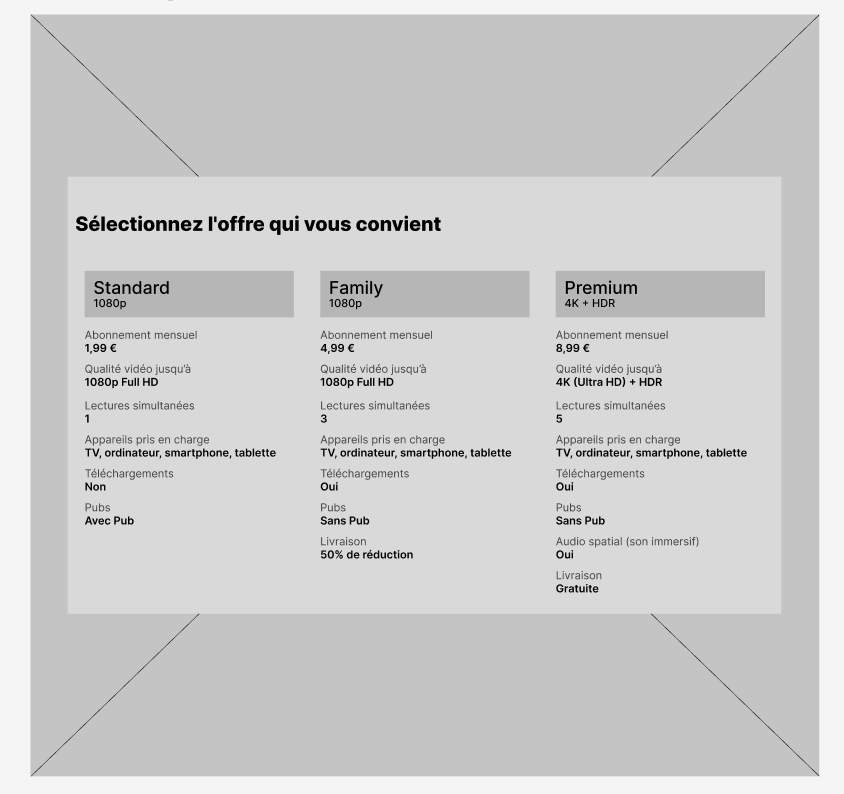 Sélectionnez l'offre qui vous convient
Standard
1080p
Abonnement mensuel
1,99 €
Qualité vidéo jusqu'à
1080p Full HD
Lectures simultanées
1
Appareils pris en charge
TV, ordinateur, smartphone, tablette
Téléchargements
Non
Pubs
Avec Pub
Family
1080p
Abonnement mensuel
4,99 €
Qualité vidéo jusqu'à
1080p Full HD
Lectures simultanées
3
Appareils pris en charge
TV, ordinateur, smartphone, tablette
Téléchargements
Oui
Pubs
Sans Pub
Livraison
50% de réduction
Premium
4K + HDR
Abonnement mensuel
8,99 €
Qualité vidéo jusqu'à
4K (Ultra HD) + HDR
Lectures simultanées
5
Appareils pris en charge
TV, ordinateur, smartphone, tablette
Téléchargements
Oui
Pubs
Sans Pub
Audio spatial (son immersif)
Oui
Livraison
Gratuite